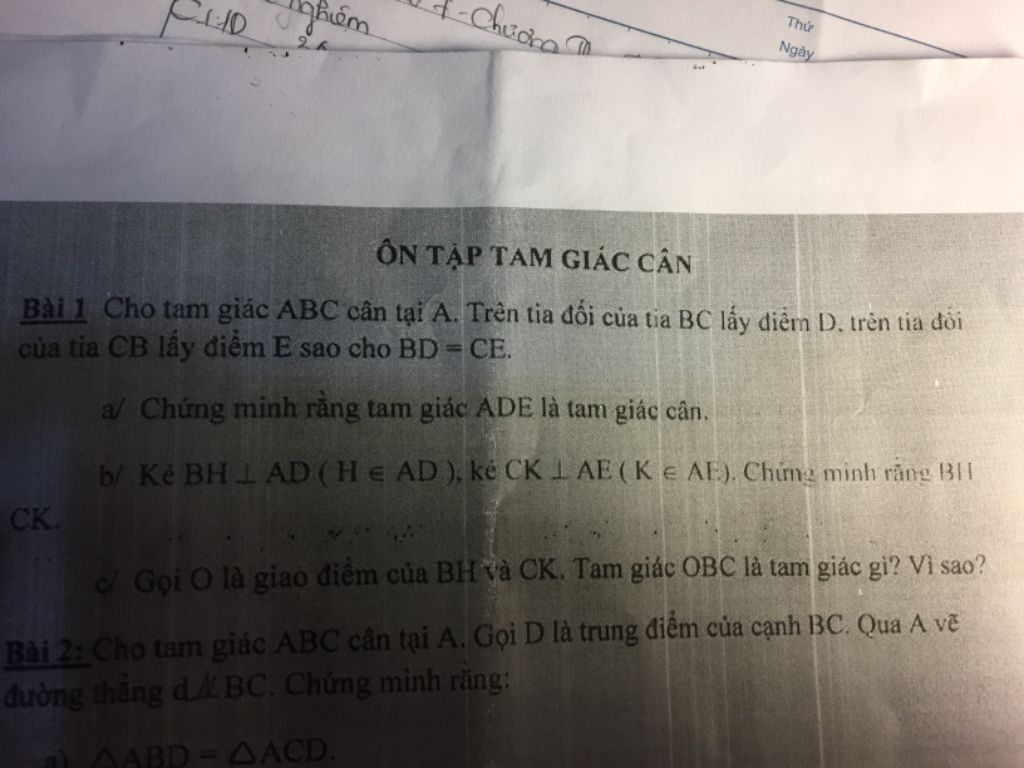 nghiệm
Chương
Thứ
Ngày
ÔN TẬP TAM GIÁC CÂN
Bài 1 Cho tam giác ABC cân tại A. Trên tia đối của tia BC lấy điểm D, trên tia đối
của tia CB lấy điểm E sao cho BD = CE.
a/ Chứng minh rằng tam giác ADE là tam giác cân.
b/ Kẻ BH ⊥ AD ( H ∈ AD ), kẻ CK ⊥ AE ( K ∈ AE). Chứng minh rằng BH
CK.
c/ Gọi O là giao điểm của BH và CK. Tam giác OBC là tam giác gì? Vì sao?
Bài 2: Cho tam giác ABC cân tại A. Gọi D là trung điểm của cạnh BC. Qua A vẽ
đường thẳng d // BC. Chứng minh rằng:
a) △ABD = △ACD.